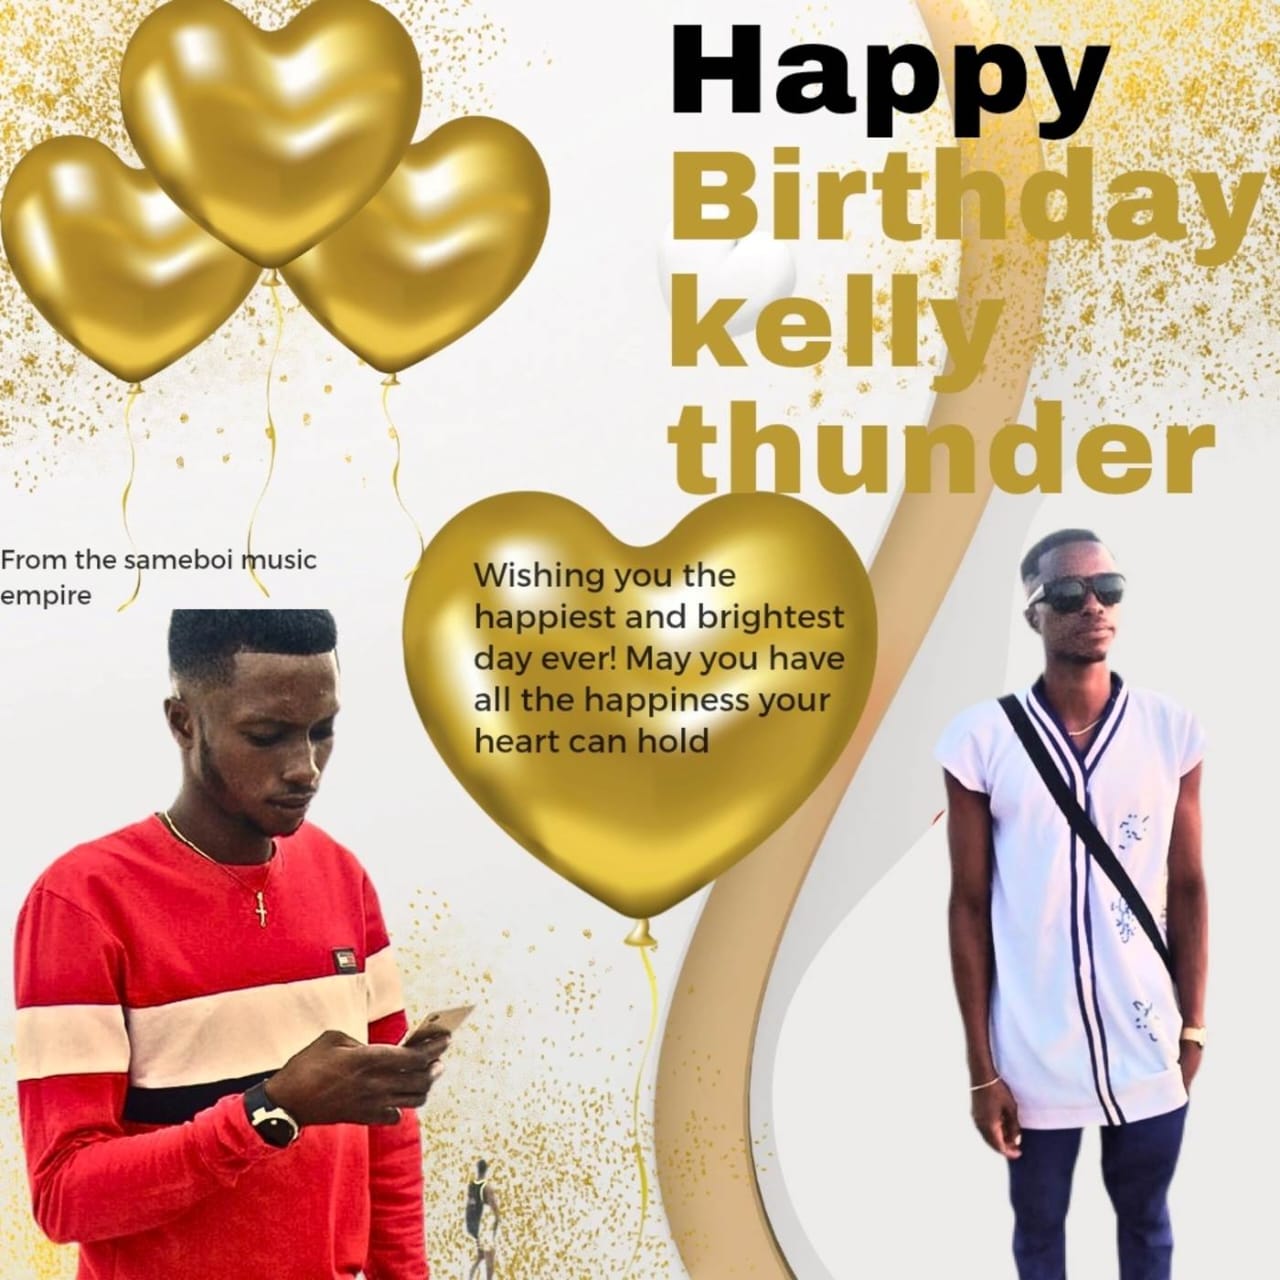 Happy
Birthday
kelly
thunder
From the sameboi music
empire
Wishing you the
happiest and brightest
day ever! May you have
all the happiness your
heart can hold